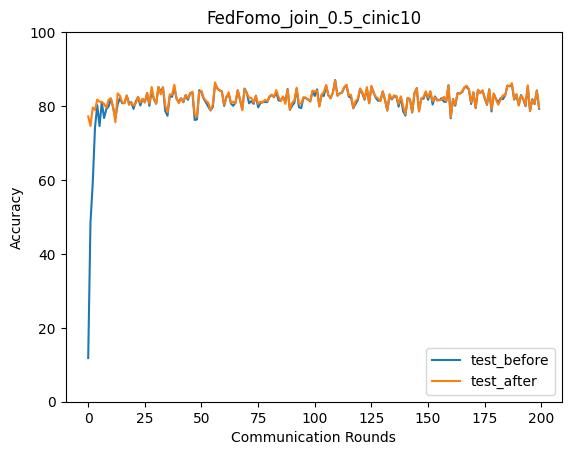 FedFomo_join_0.5_cinic10
100
80
60
40
20
0
Accuracy
0 25 50 75 100 125 150 175 200
Communication Rounds
test_before
test_after